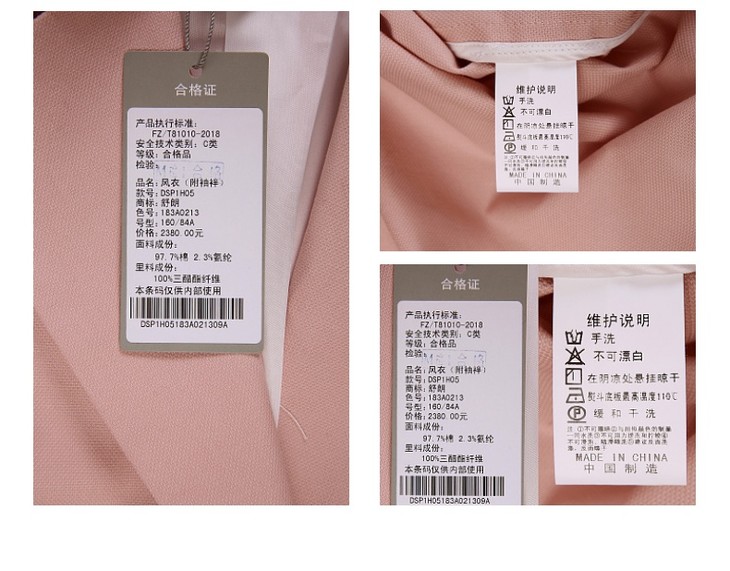 合格证
产品执行标准:
FZ/T81010-2018
安全技术类别: C类
等级: 合格品
检验:
品名: 风衣 (附袖袢)
款号: DSP1H05
商标: 舒朗
色号: 183A0213
号型: 160/84A
价格: 2380.00元
面料成份:
97.7%棉 2.3%氨纶
里料成份:
100%三醋酯纤维
本条码仅供内部使用
DSP1H05183A021309A
维护说明
手洗
不可漂白
在阴凉处悬挂晾干
熨斗底板最高温度110℃
缓和干洗
MADE IN CHINA
中国制造
合格证
产品执行标准:
FZ/T81010-2018
安全技术类别: C类
等级: 合格品
检验:
品名: 风衣 (附袖袢)
款号: DSP1H05
商标: 舒朗
色号: 183A0213
号型: 160/84A
价格: 2380.00元
面料成份:
97.7%棉 2.3%氨纶
里料成份:
100%三醋酯纤维
本条码仅供内部使用
DSP1H05183A021309A
维护说明
手洗
不可漂白
在阴凉处悬挂晾干
熨斗底板最高温度110℃
缓和干洗
MADE IN CHINA
中国制造